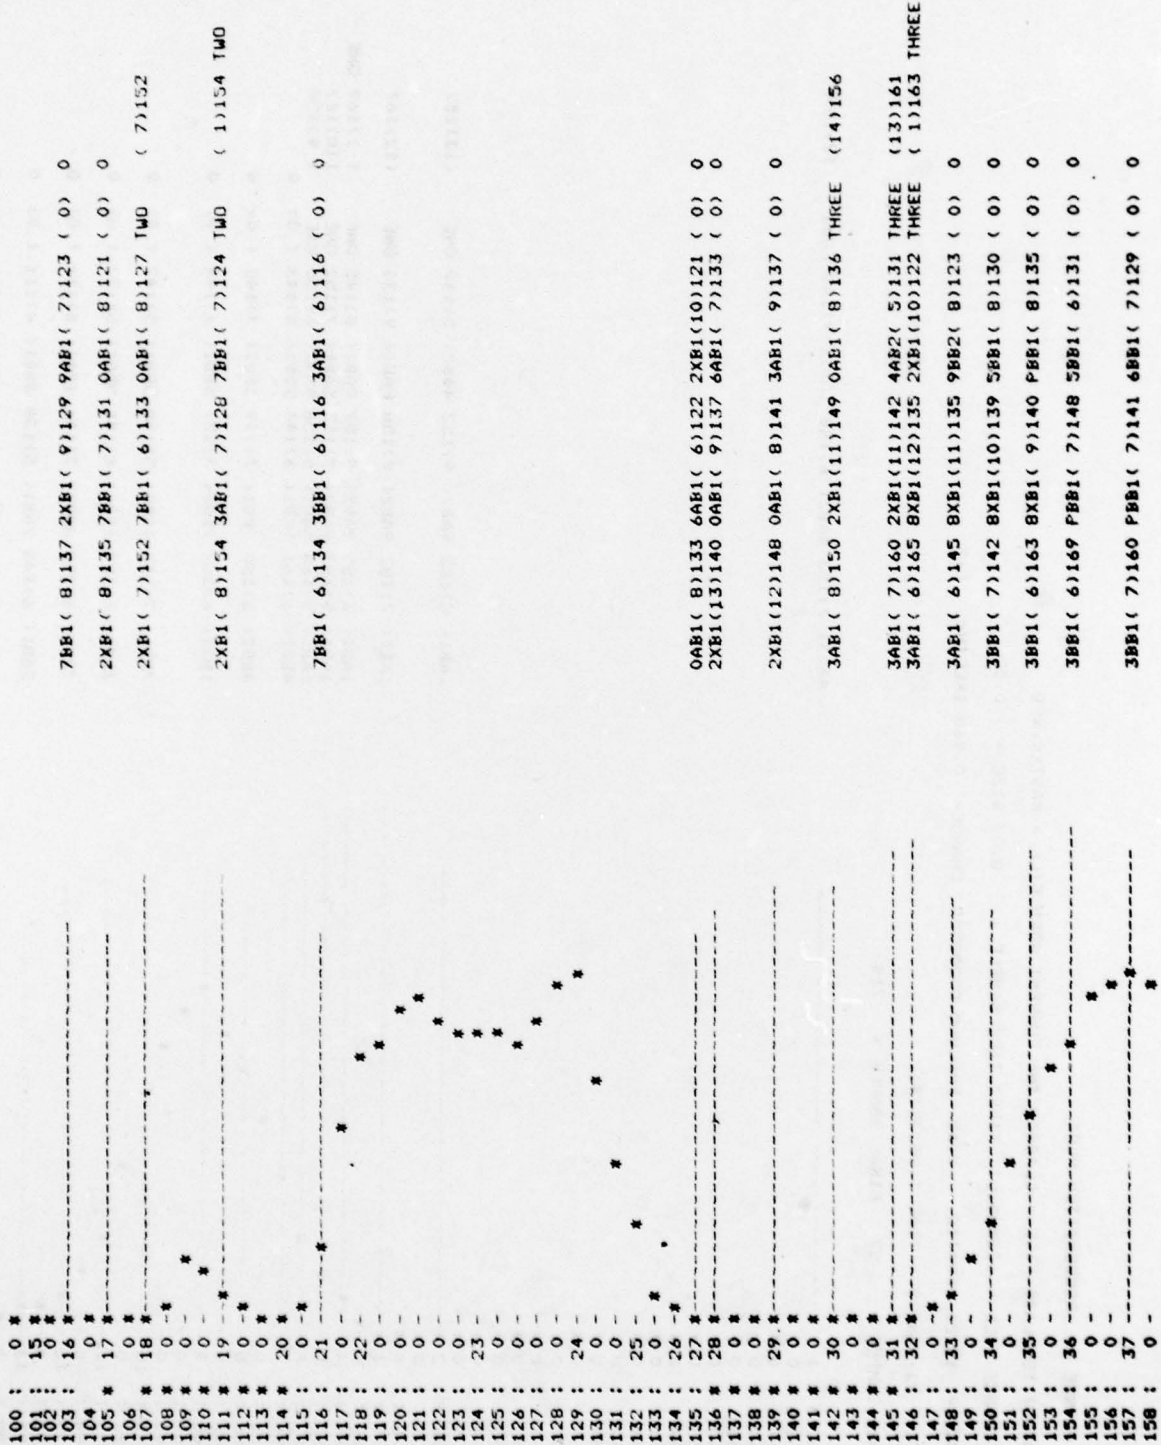 100 : 0 *
101 : 15 *
102 : 0 *
103 : 16 *-------------------------------- 7BB1( 8)137 2XB1( 9)129 9AB1( 7)123 ( 0) 0
104 0 *
105 * 17 *------------------------------- 2XB1( 8)135 7BB1( 7)131 0AB1( 8)121 ( 0) 0
106 0 *
107 * 18 *------------------------------------ 2XB1( 7)152 7BB1( 6)133 0AB1( 8)127 TWO ( 7)152
108 * 0 -*
109 * 0 - *
110 * 0 - *
111 * 19 --*---------------------------------- 2XB1( 8)154 3AB1( 7)128 7BB1( 7)124 TWO ( 1)154 TWO
112 * 0 -*
113 * 0 *
114 * 20 *
115 : 0 -*
116 : 21 ------*------------------------- 7BB1( 6)134 3BB1( 6)116 3AB1( 6)116 ( 0) 0
117 : 0 - *
118 : 22 - *
119 : 0 - *
120 : 0 - *
121 : 0 - *
122 : 0 - *
123 : 0 - *
124 : 23 - *
125 : 0 - *
126 : 0 - *
127 : 0 - *
128 : 0 - *
129 : 24 - *
130 : 0 - *
131 : 0 - *
132 : 25 - *
133 : 0 - *
134 : 26 -*
135 : 27 *------------------------------- 0AB1( 8)133 6AB1( 6)122 2XB1(10)121 ( 0) 0
136 * 28 *--------------------------------- 2XB1(13)140 0AB1( 9)137 6AB1( 7)133 ( 0) 0
137 * 0 *
138 * 0 *
139 * 29 *----------------------------------- 2XB1(12)148 0AB1( 8)141 3AB1( 9)137 ( 0) 0
140 * 0 *
141 * 0 *
142 * 30 *----------------------------------- 3AB1( 8)150 2XB1(11)149 0AB1( 8)136 THREE (14)156
143 * 0 *
144 * 0 *
145 * 31 *-------------------------------------- 3AB1( 7)160 2XB1(11)142 4AB2( 5)131 THREE (13)161
146 : 32 *--------------------------------------- 3AB1( 6)165 8XB1(12)135 2XB1(10)122 THREE ( 1)163 THREE
147 : 0 -*
148 : 33 --*-------------------------------- 3AB1( 6)145 8XB1(11)135 9BB2( 8)123 ( 0) 0
149 : 0 - *
150 : 34 --------*------------------------- 3BB1( 7)142 8XB1(10)139 5BB1( 8)130 ( 0) 0
151 : 0 - *
152 : 35 -----------------*--------------------- 3BB1( 6)163 8XB1( 9)140 PBB1( 8)135 ( 0) 0
153 : 0 - *
154 : 36 -----------------------*----------------- 3BB1( 6)169 PBB1( 7)148 5BB1( 6)131 ( 0) 0
155 : 0 - *
156 : 0 - *
157 : 37 -----------------------------*--------- 3BB1( 7)160 PBB1( 7)141 6BB1( 7)129 ( 0) 0
158 : 0 - *